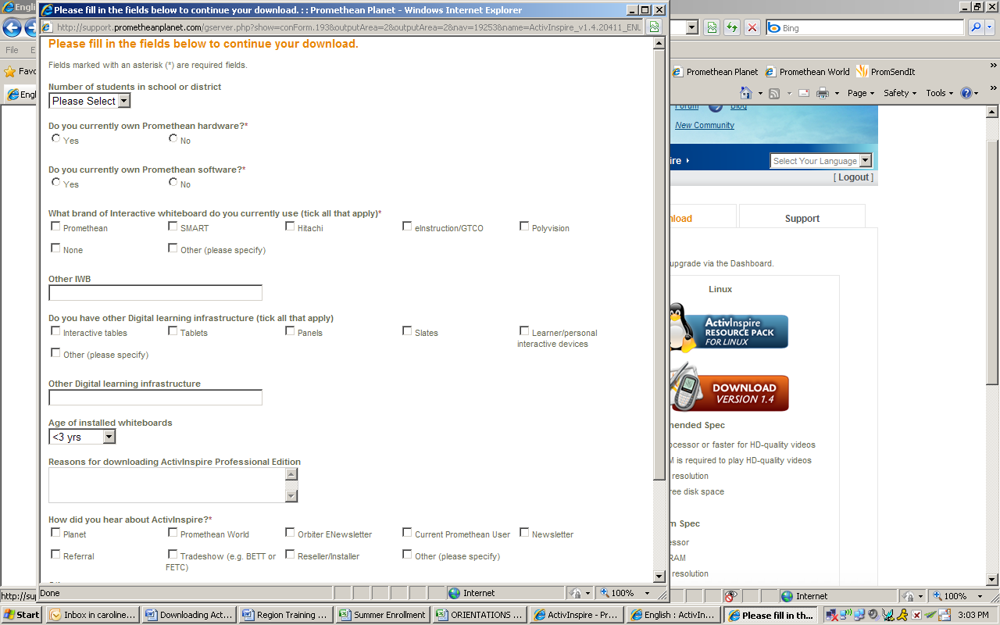 Please fill in the fields below to continue your download. : : Promethean Planet - Windows Internet Explorer
http://support.prometheanplanet.com/gserver.php?show=conForm.193&outputArea=2&outputArea=2&nav=19253&name=ActivInspire_v1.4.20411_ENU
Please fill in the fields below to continue your download.
Fields marked with an asterisk (*) are required fields.
Number of students in school or district
Please Select
Do you currently own Promethean hardware?*
Yes No
Do you currently own Promethean software?*
Yes No
What brand of Interactive whiteboard do you currently use (tick all that apply)*
Promethean SMART Hitachi eInstruction/GTCO Polyvision
None Other (please specify)
Other IWB
Do you have other Digital learning infrastructure (tick all that apply)
Interactive tables Tablets Panels Slates Learner/personal
interactive devices
Other (please specify)
Other Digital learning infrastructure
Age of installed whiteboards
<3 yrs
Reasons for downloading ActivInspire Professional Edition
How did you hear about ActivInspire?*
Planet Promethean World Orbiter ENewsletter Current Promethean User Newsletter
Referral Tradeshow (e.g. BETT or Reseller/Installer Other (please specify)
FETC)
Done Internet 100%
Engli
File E
Favo
Engl
Bing
Promethean Planet Promethean World PromSendIt
Page Safety Tools
Forum Blog
New Community
ire
Select Your Language
[ Logout ]
nload Support
upgrade via the Dashboard.
Linux
ActivInspire
RESOURCE PACK
FOR LINUX
DOWNLOAD
VERSION 1.4
nended Spec
ocessor or faster for HD-quality videos
M is required to play HD-quality videos
resolution
ree disk space
m Spec
essor
RAM
resolution
http://su
Internet 100%
Start Inbox in caroline... Downloading Act... Region Training ... Summer Enrollment ORIENTATIONS ... ActivInspire - Pr... English : ActivIn... Please fill in th... 3:03 PM